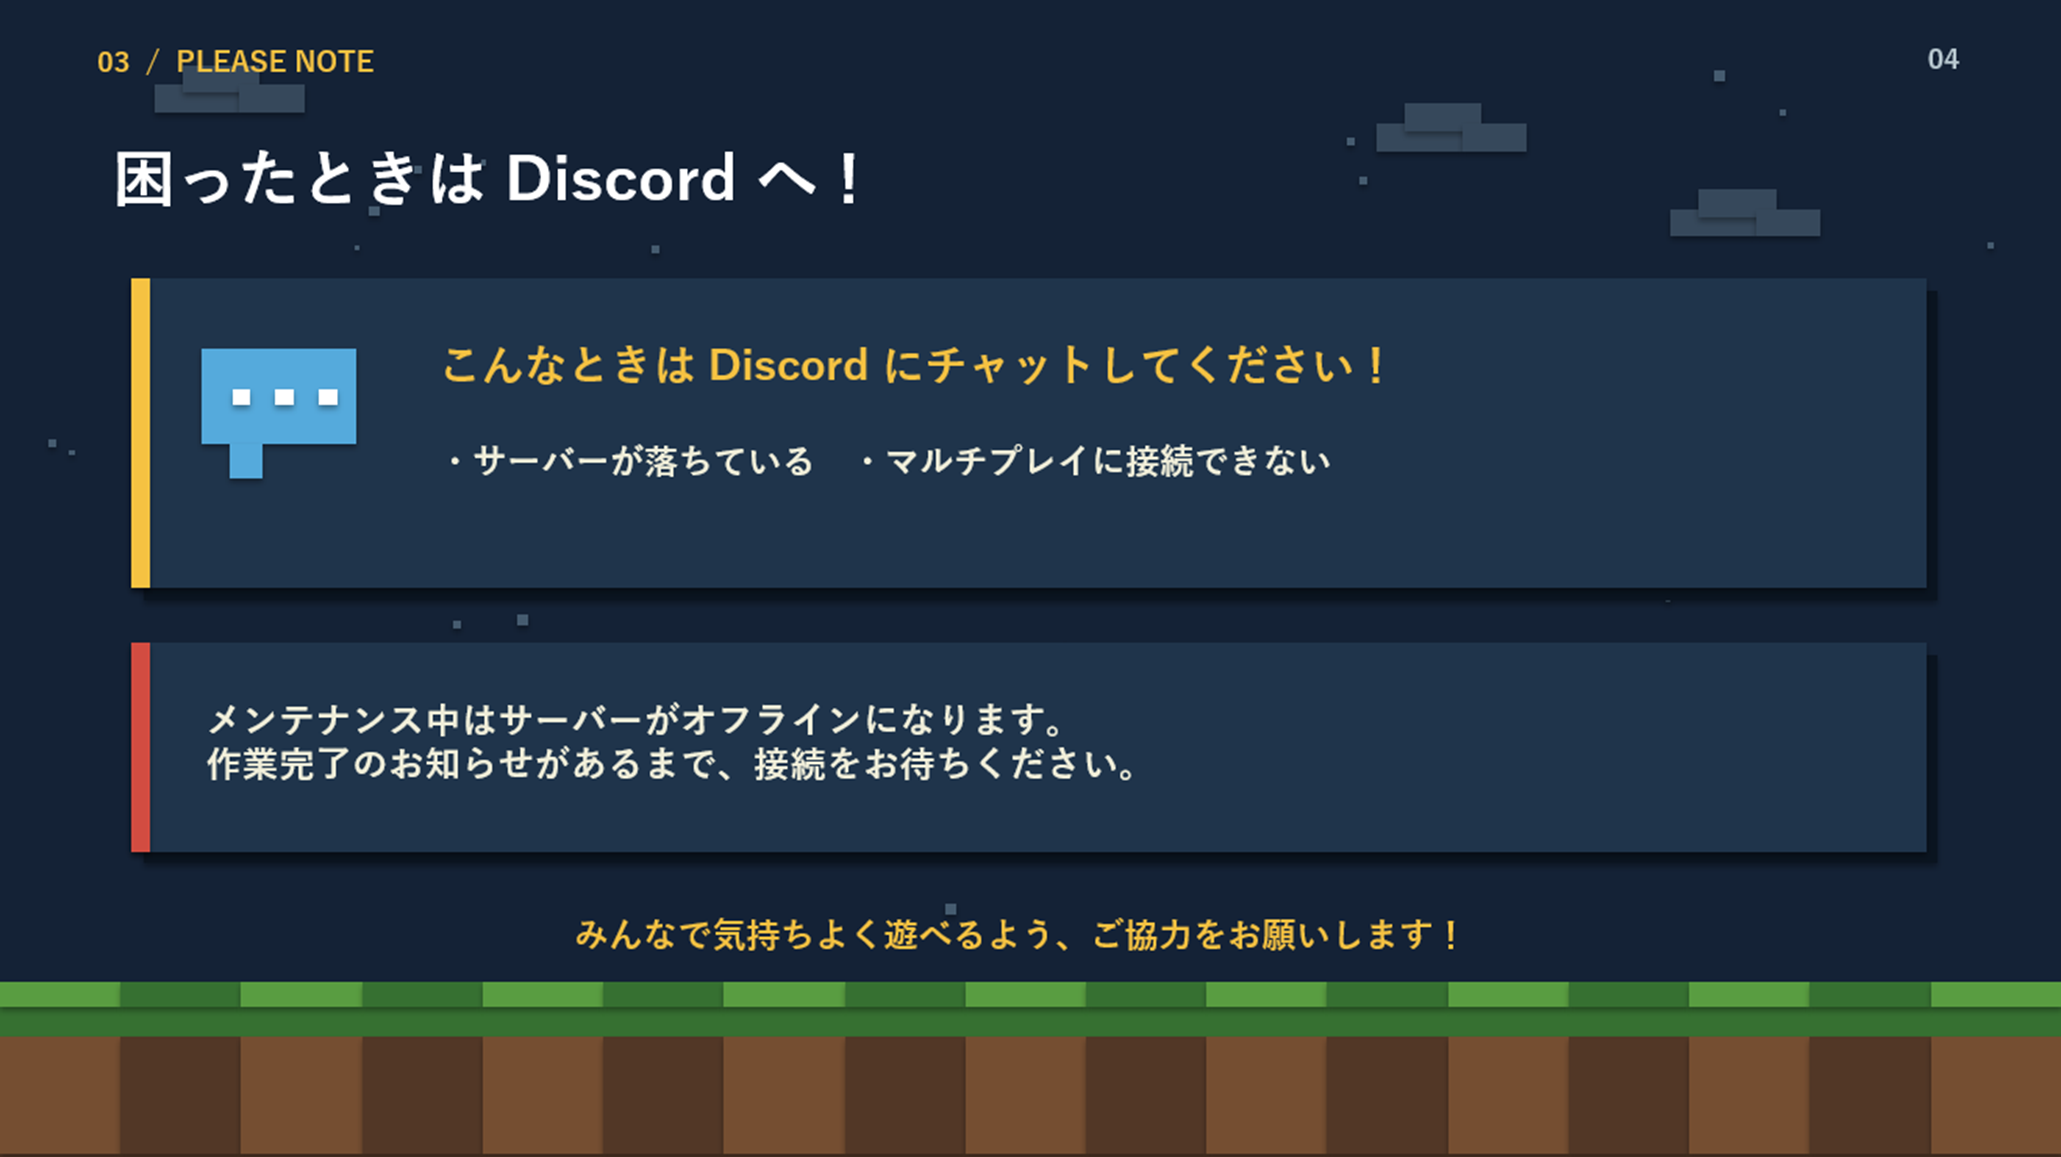 03 / PLEASE NOTE
04
困ったときは Discord へ！
こんなときは Discord にチャットしてください！
・サーバーが落ちている　・マルチプレイに接続できない
メンテナンス中はサーバーがオフラインになります。
作業完了のお知らせがあるまで、接続をお待ちください。
みんなで気持ちよく遊べるよう、ご協力をお願いします！